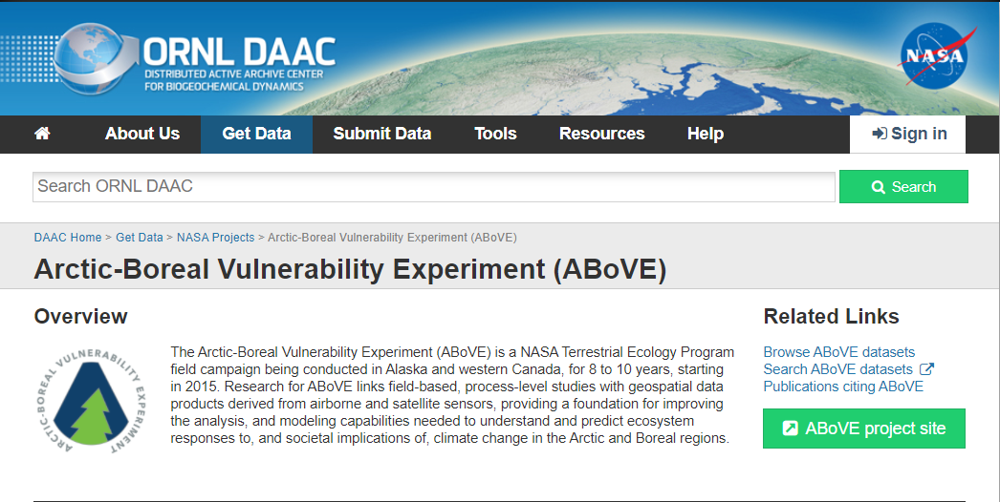 ORNL DAAC
DISTRIBUTED ACTIVE ARCHIVE CENTER
FOR BIOGEOCHEMICAL DYNAMICS
NASA
About Us
Get Data
Submit Data
Tools
Resources
Help
Sign in
Search ORNL DAAC
Search
DAAC Home > Get Data > NASA Projects > Arctic-Boreal Vulnerability Experiment (ABoVE)
Arctic-Boreal Vulnerability Experiment (ABoVE)
Overview
ARCTIC-BOREAL VULNERABILITY EXPERIMENT
The Arctic-Boreal Vulnerability Experiment (ABoVE) is a NASA Terrestrial Ecology Program
field campaign being conducted in Alaska and western Canada, for 8 to 10 years, starting
in 2015. Research for ABoVE links field-based, process-level studies with geospatial data
products derived from airborne and satellite sensors, providing a foundation for improving
the analysis, and modeling capabilities needed to understand and predict ecosystem
responses to, and societal implications of, climate change in the Arctic and Boreal regions.
Related Links
Browse ABoVE datasets
Search ABoVE datasets
Publications citing ABoVE
ABoVE project site